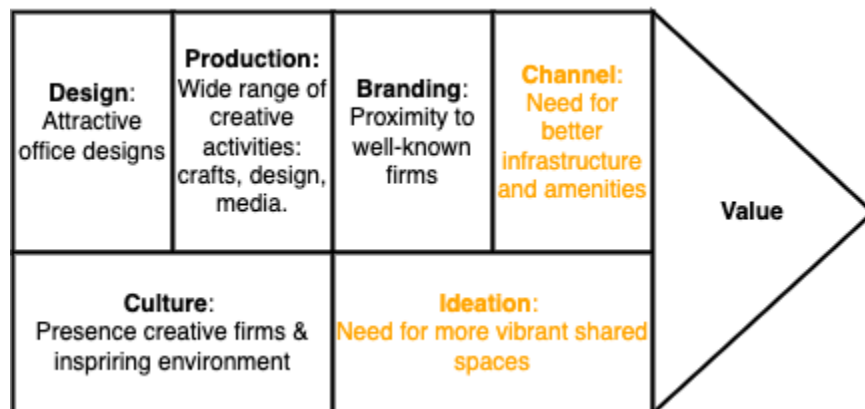 Design:
Attractive
office designs
Production:
Wide range of
creative
activities:
crafts, design,
media.
Branding:
Proximity to
well-known
firms
Channel:
Need for
better
infrastructure
and amenities
Value
Culture:
Presence creative firms &
inspriring environment
Ideation:
Need for more vibrant shared
spaces